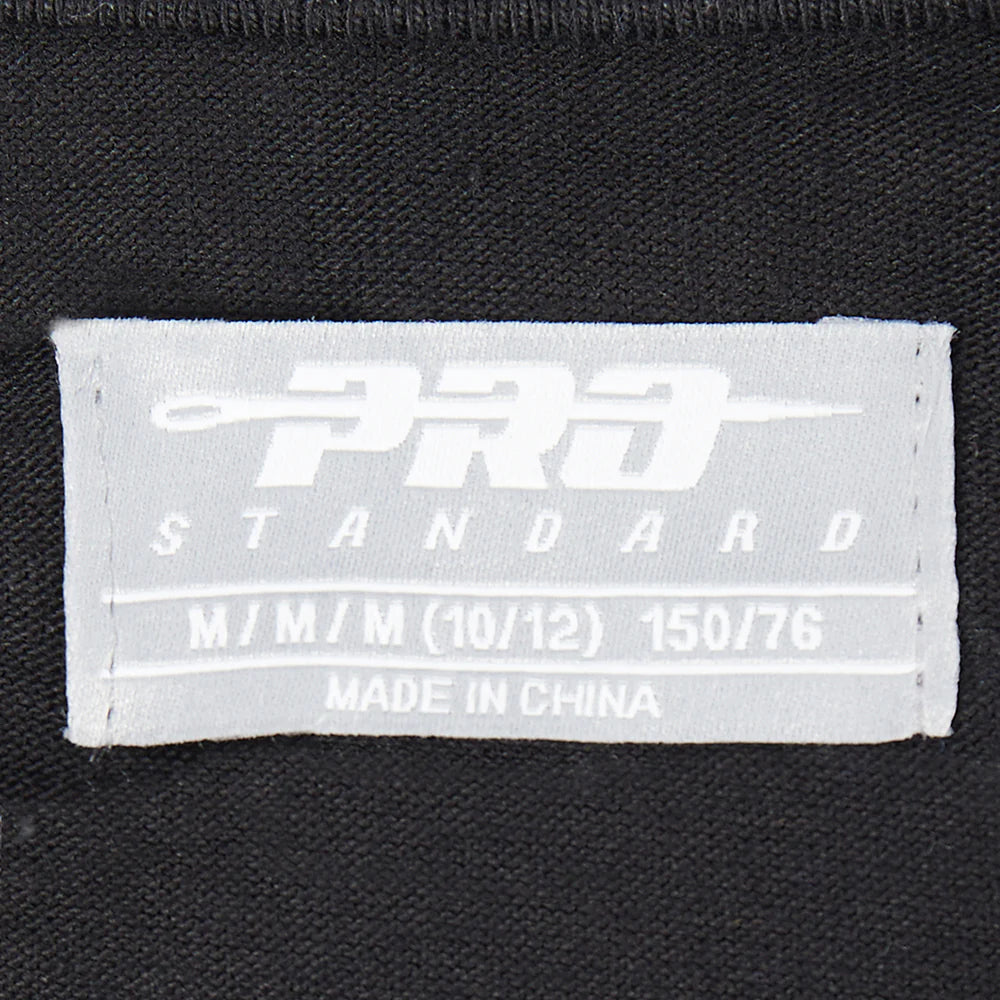 PRO
STANDARD
M/M/M (10/12) 150/76
MADE IN CHINA